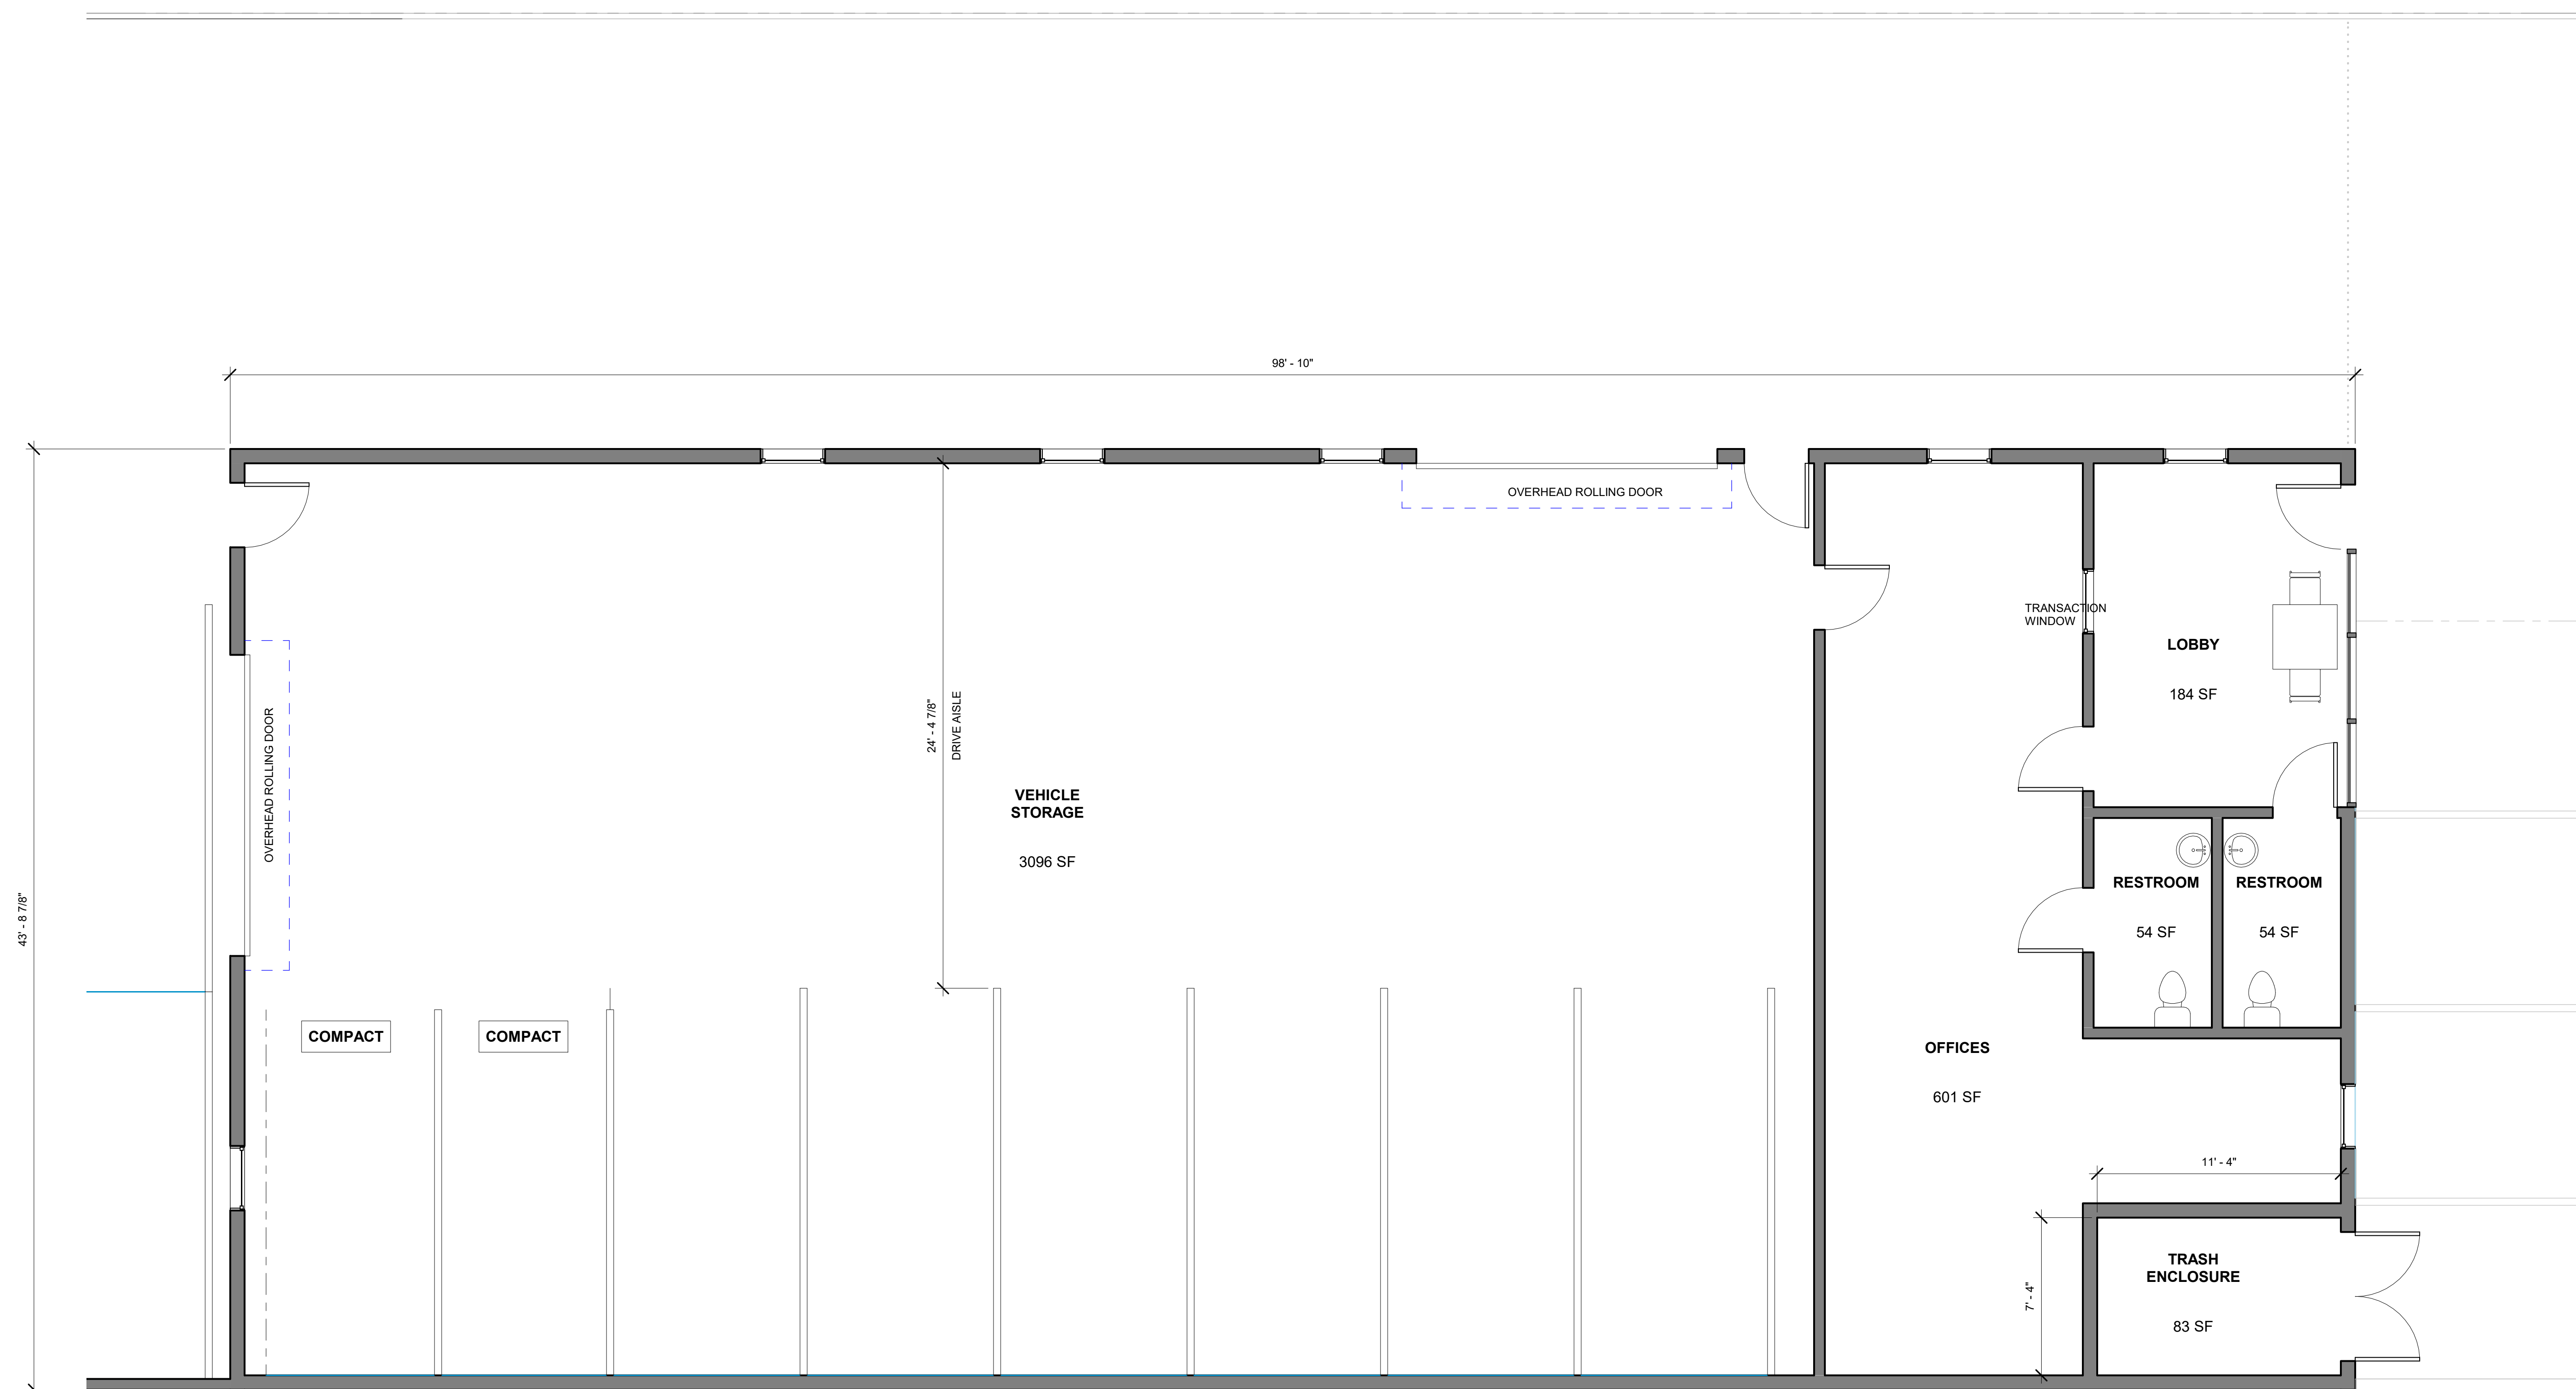 98' - 10"
OVERHEAD ROLLING DOOR
TRANSACTION
WINDOW
LOBBY
184 SF
24' - 4 7/8"
DRIVE AISLE
OVERHEAD ROLLING DOOR
VEHICLE
STORAGE
3096 SF
43' - 8 7/8"
RESTROOM
54 SF
RESTROOM
54 SF
COMPACT
COMPACT
OFFICES
601 SF
11' - 4"
7' - 4"
TRASH
ENCLOSURE
83 SF